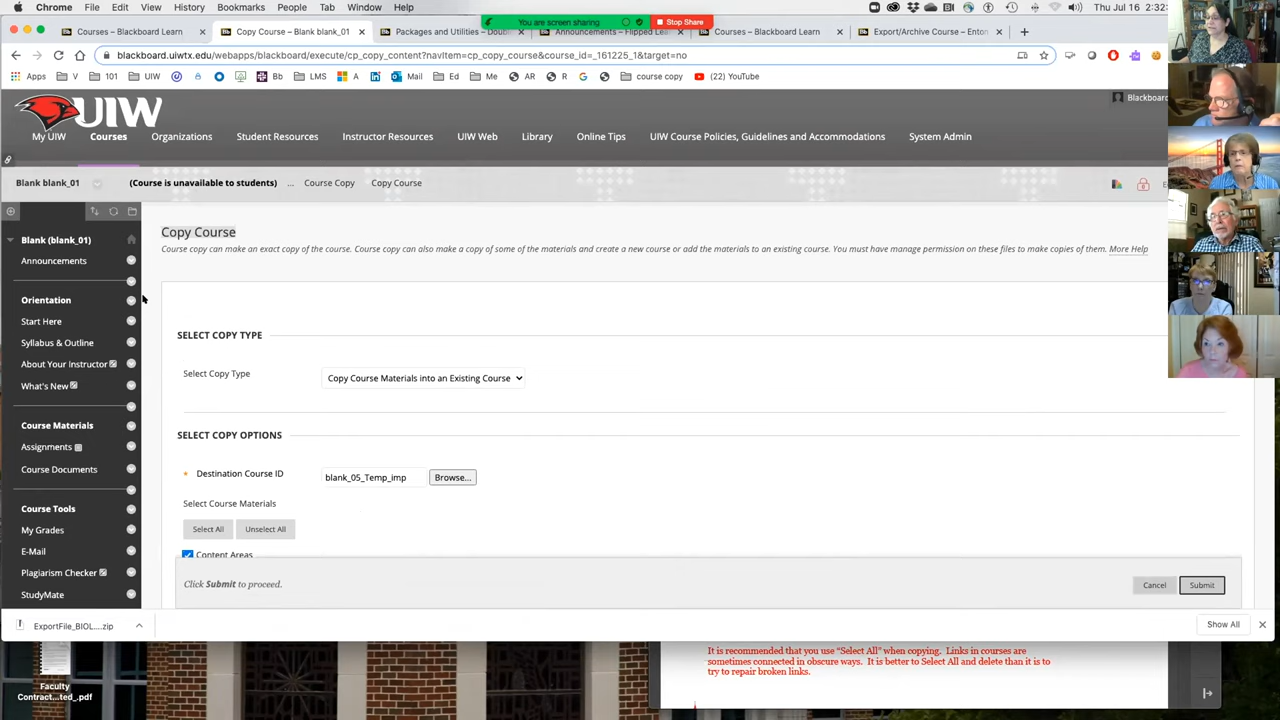 Chrome File Edit View History Bookmarks People Tab Window Help
Thu Jul 16 2:32
You are screen sharing
Stop Share
Courses – Blackboard Learn
Copy Course – Blank blank_01
Packages and Utilities – Doubl
Announcements – Flipped Lear
Courses – Blackboard Learn
Export/Archive Course – Enton
blackboard.uiwtx.edu/webapps/blackboard/execute/cp_copy_content?navItem=cp_copy_course&course_id=_161225_1&target=no
Apps V 101 UIW Bb LMS A Ed Mail Ed Me AR R course copy (22) YouTube
UIW
Blackboard
My UIW Courses Organizations Student Resources Instructor Resources UIW Web Library Online Tips UIW Course Policies, Guidelines and Accommodations System Admin
Blank blank_01 (Course is unavailable to students) ... Course Copy Copy Course
Blank (blank_01)
Announcements
Orientation
Start Here
Syllabus & Outline
About Your Instructor
What's New
Course Materials
Assignments
Course Documents
Course Tools
My Grades
E-Mail
Plagiarism Checker
StudyMate
Copy Course
Course copy can make an exact copy of the course. Course copy can also make a copy of some of the materials and create a new course or add the materials to an existing course. You must have manage permission on these files to make copies of them. More Help
SELECT COPY TYPE
Select Copy Type Copy Course Materials into an Existing Course
SELECT COPY OPTIONS
* Destination Course ID blank_05_Temp_imp Browse...
Select Course Materials
Select All Unselect All
Content Areas
Click Submit to proceed.
Cancel Submit
ExportFile_BIOL....zip
Show All
Faculty
Contract...ted_.pdf
It is recommended that you use “Select All” when copying. Links in courses are
sometimes connected in obscure ways. It is better to Select All and delete than it is to
try to repair broken links.